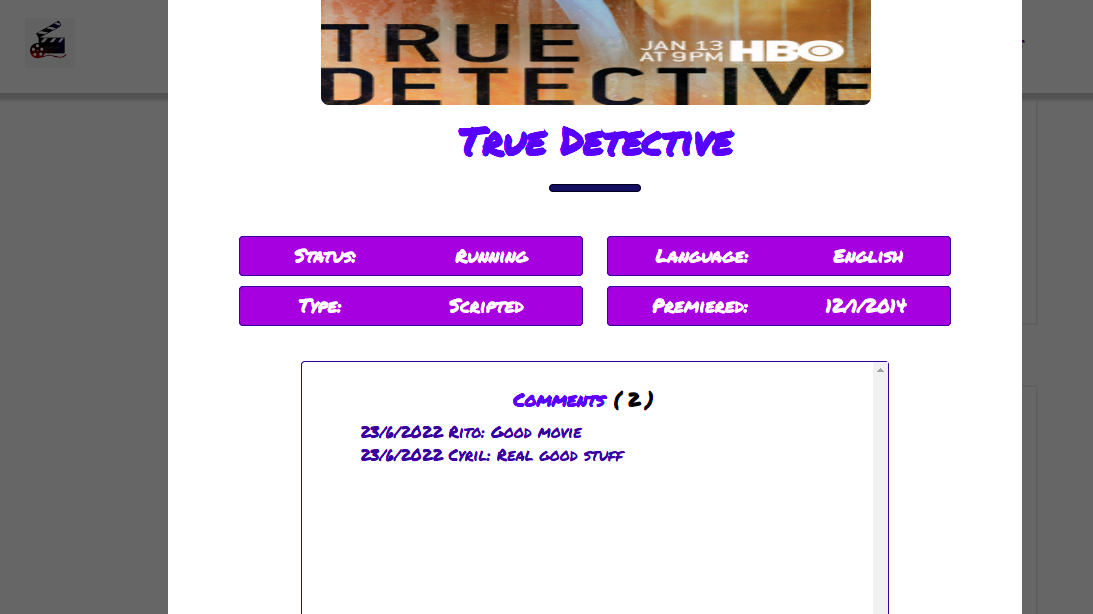 TRUE
DETECTIVE
JAN 13
AT 9PM HBO
True Detective
Status: Running
Language: English
Type: Scripted
Premiered: 12/1/2014
Comments ( 2 )
23/6/2022 Rito: Good movie
23/6/2022 Cyril: Real good stuff